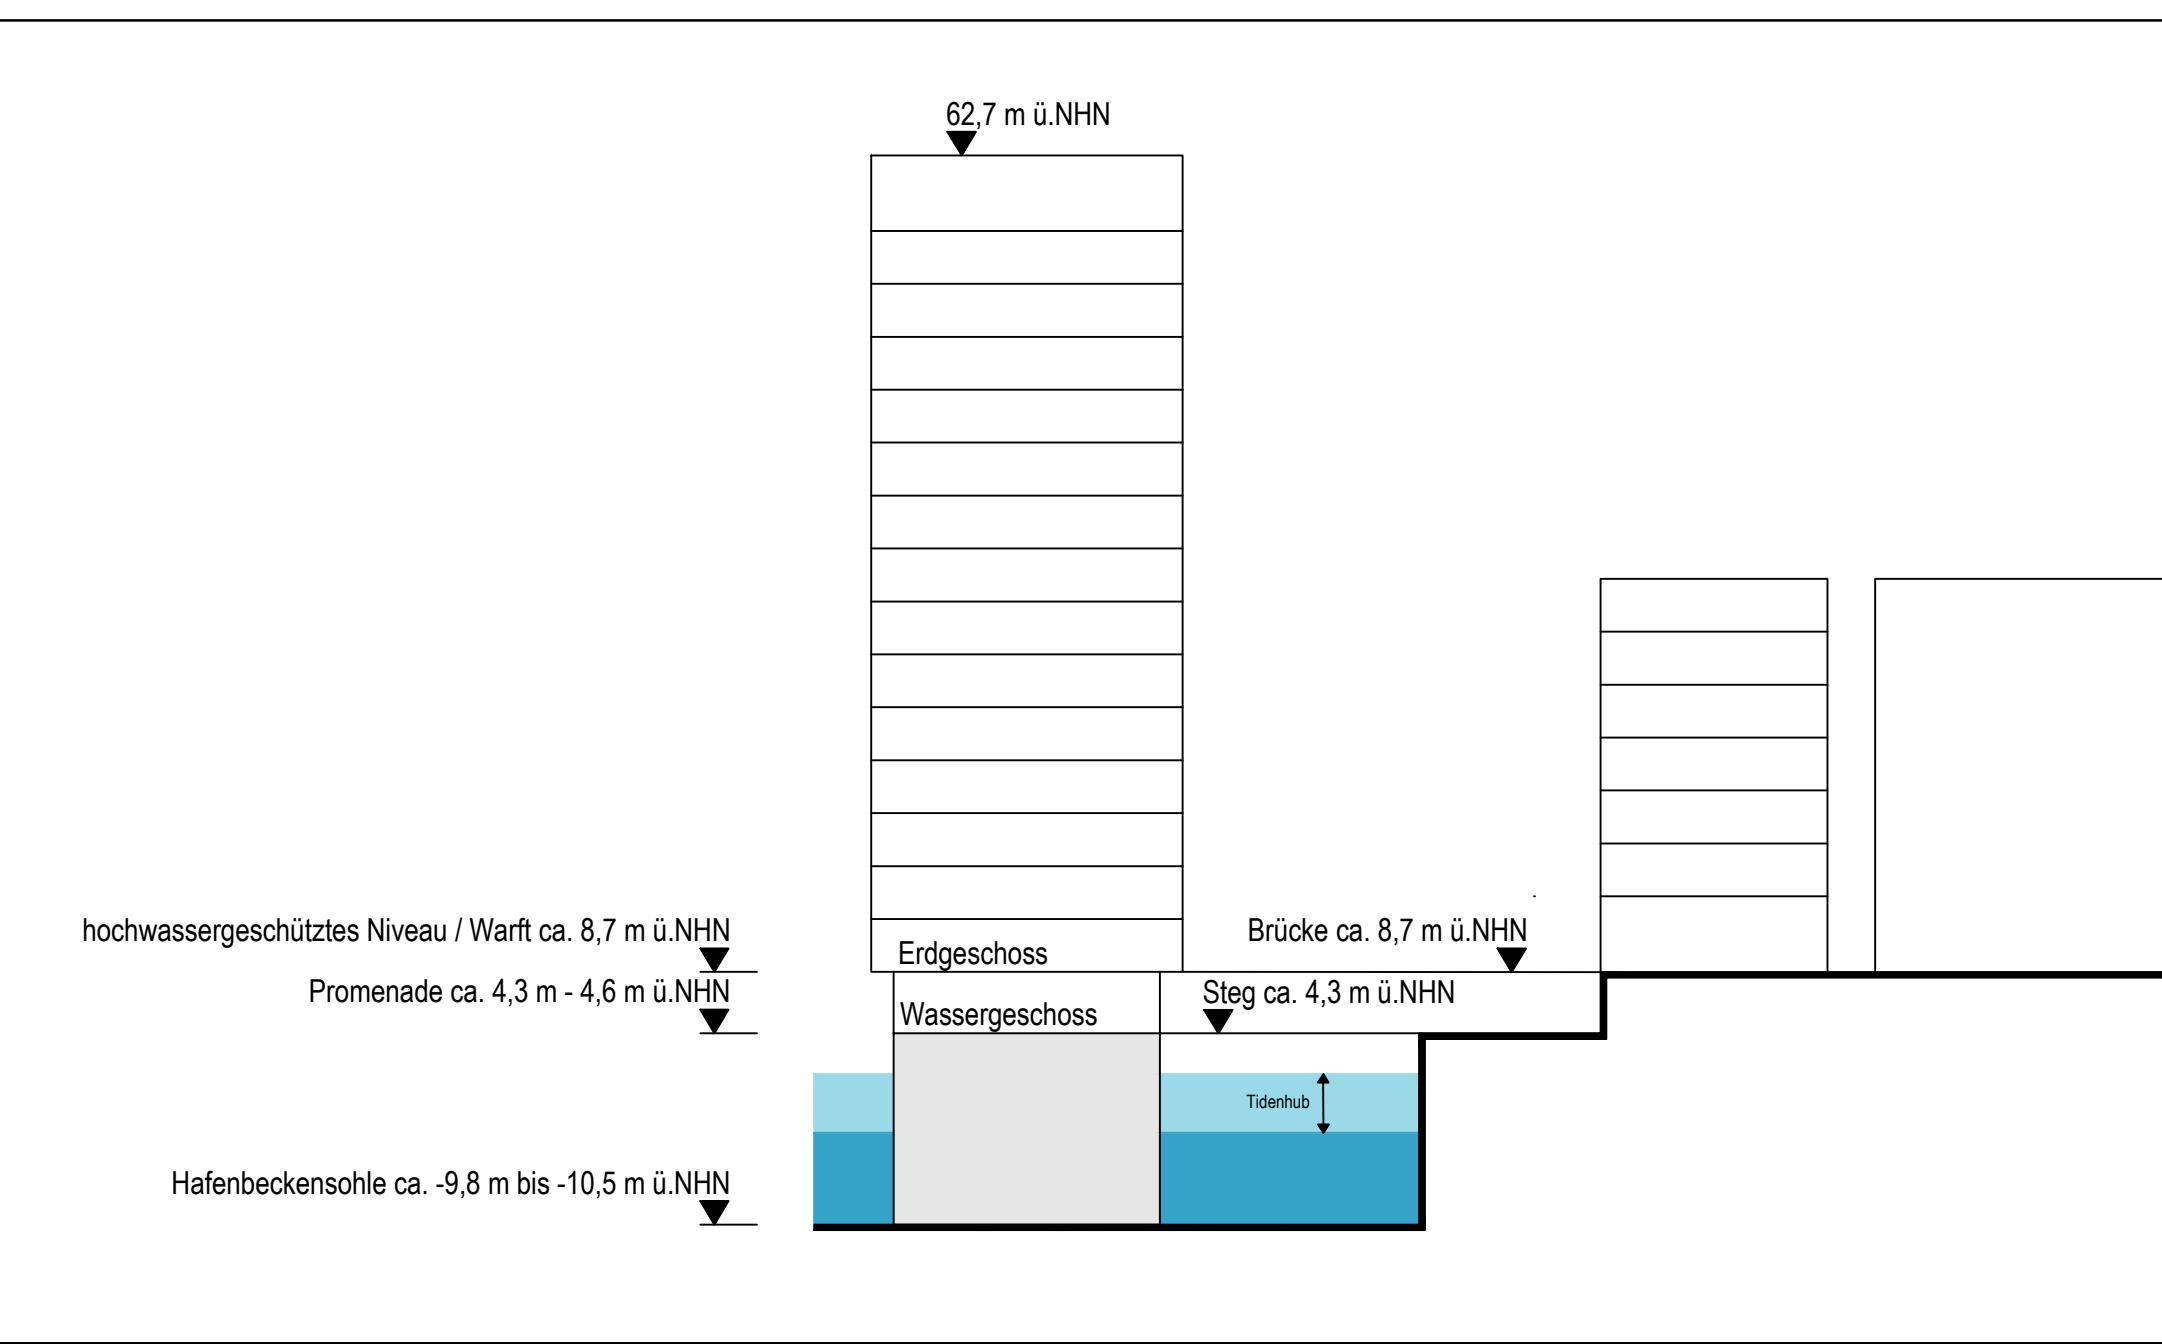 62,7 m ü.NHN
hochwassergeschütztes Niveau / Warft ca. 8,7 m ü.NHN
Brücke ca. 8,7 m ü.NHN
Erdgeschoss
Promenade ca. 4,3 m - 4,6 m ü.NHN
Steg ca. 4,3 m ü.NHN
Wassergeschoss
Tidenhub
Hafenbeckensohle ca. -9,8 m bis -10,5 m ü.NHN